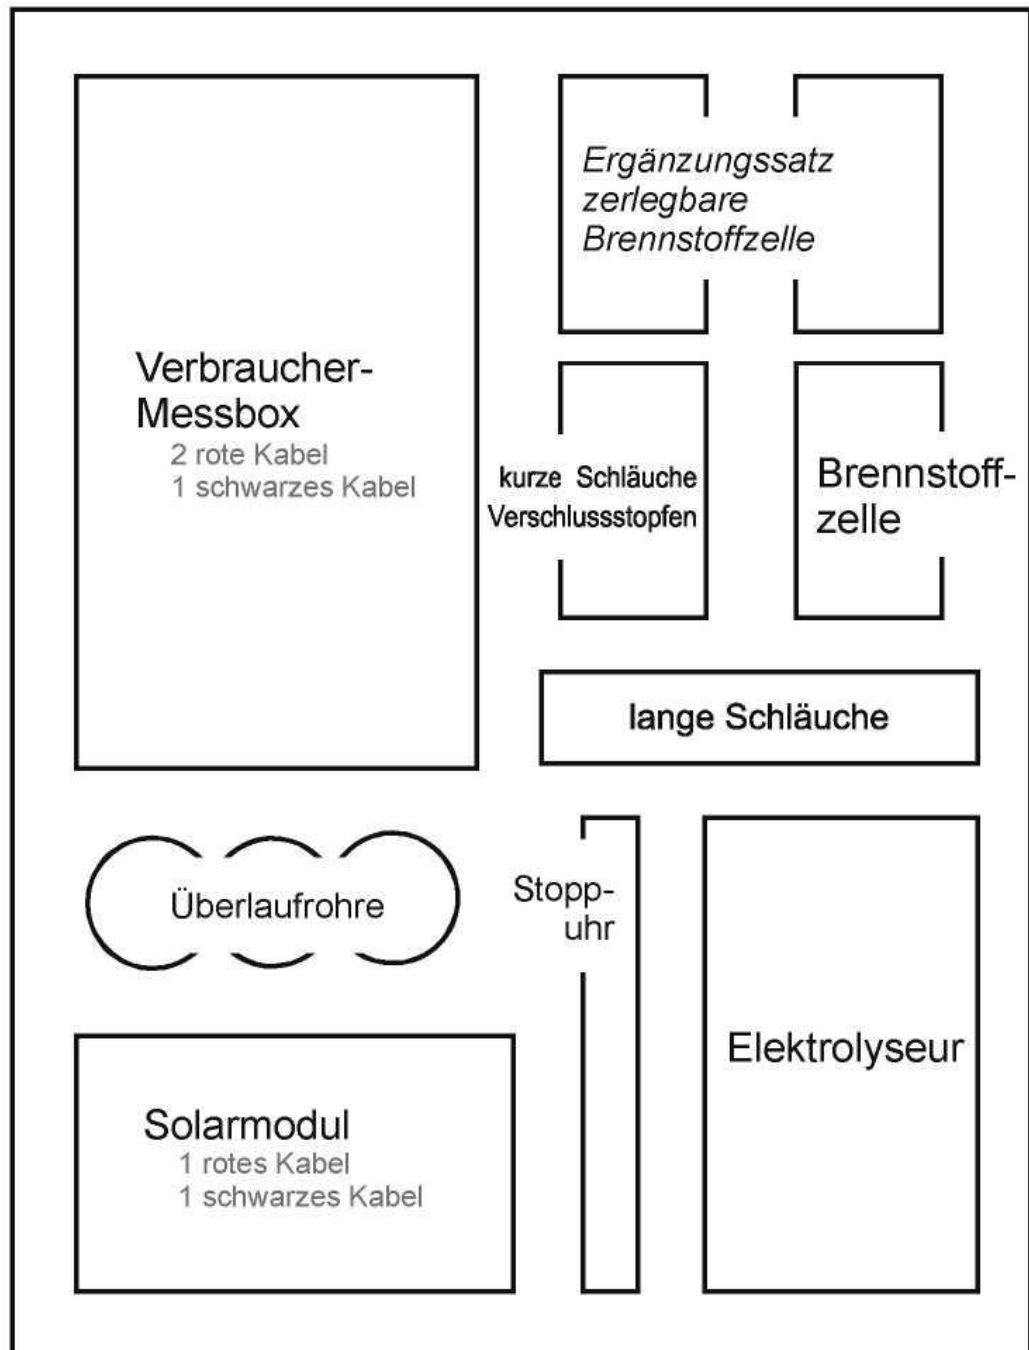 Ergänzungssatz
zerlegbare
Brennstoffzelle
Verbraucher-
Messbox
2 rote Kabel
1 schwarzes Kabel
kurze Schläuche
Verschlussstopfen
Brennstoff-
zelle
lange Schläuche
Überlaufrohre
Stopp-
uhr
Elektrolyseur
Solarmodul
1 rotes Kabel
1 schwarzes Kabel